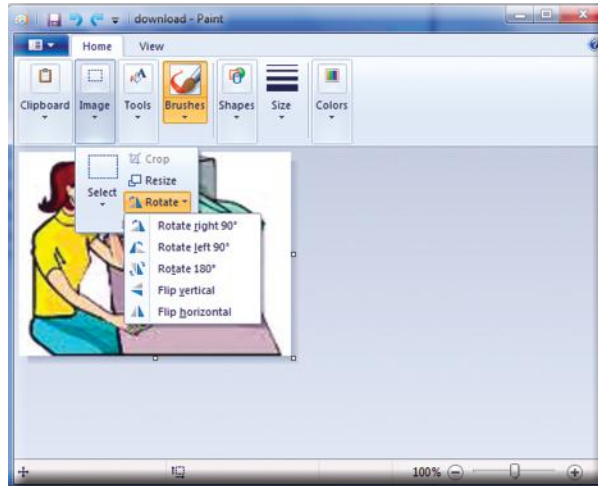 download - Paint
Home View
Clipboard Image Tools Brushes Shapes Size Colors
Crop
Resize
Select
Rotate
Rotate right 90°
Rotate left 90°
Rotate 180°
Flip vertical
Flip horizontal
100%